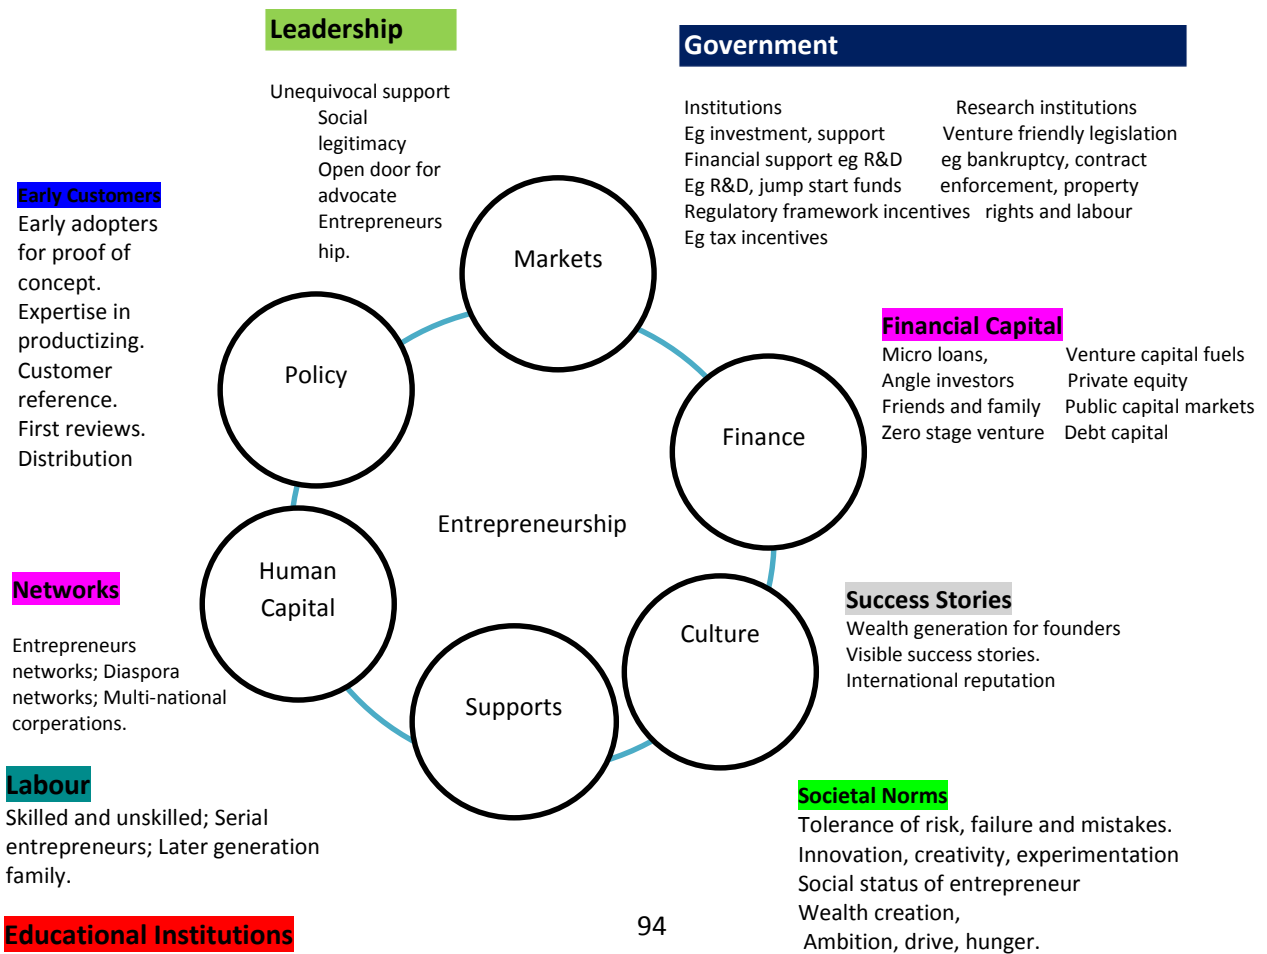 Leadership
Unequivocal support
Social
legitimacy
Open door for
advocate
Entrepreneurs
hip.
Government
Institutions Research institutions
Eg investment, support Venture friendly legislation
Financial support eg R&D eg bankruptcy, contract
Eg R&D, jump start funds enforcement, property
Regulatory framework incentives rights and labour
Eg tax incentives
Early Customers
Early adopters
for proof of
concept.
Expertise in
productizing.
Customer
reference.
First reviews.
Distribution
Markets
Policy
Finance
Entrepreneurship
Human
Capital
Culture
Supports
Financial Capital
Micro loans, Venture capital fuels
Angle investors Private equity
Friends and family Public capital markets
Zero stage venture Debt capital
Networks
Entrepreneurs
networks; Diaspora
networks; Multi-national
corperations.
Success Stories
Wealth generation for founders
Visible success stories.
International reputation
Labour
Skilled and unskilled; Serial
entrepreneurs; Later generation
family.
Societal Norms
Tolerance of risk, failure and mistakes.
Innovation, creativity, experimentation
Social status of entrepreneur
Wealth creation,
Ambition, drive, hunger.
Educational Institutions
94